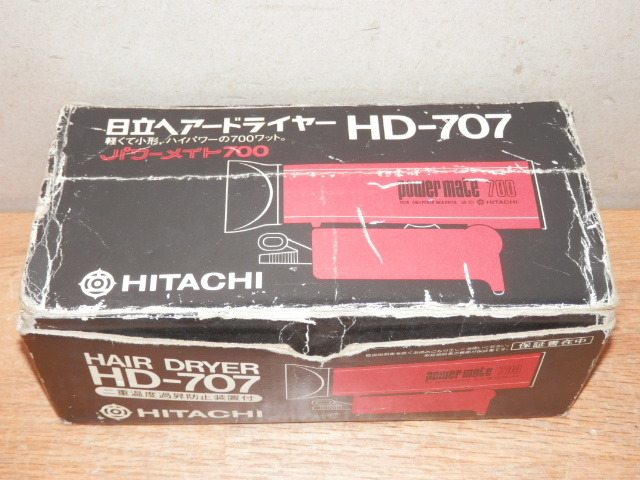 日立ヘアードライヤー HD-707
軽くて小形、ハイパワーの700ワット。
パワーメイト700
power mate 700
HITACHI
HITACHI
HAIR DRYER
HD-707
二重温度過昇防止装置付
HITACHI
保証書在中
power mate 700